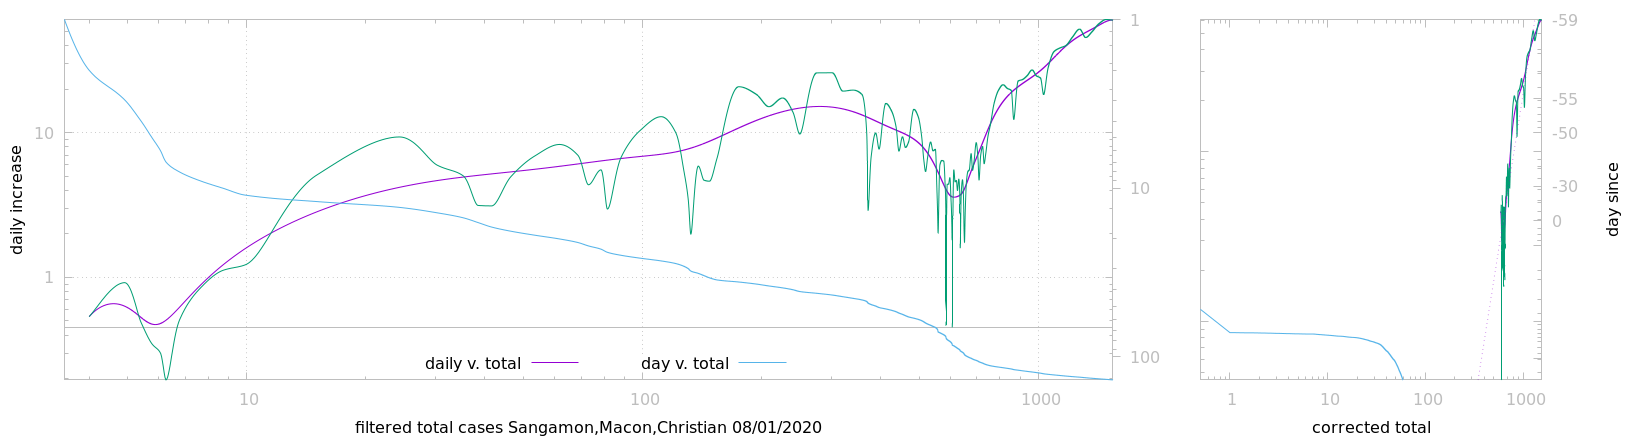 1
-59
10
-55
-50
daily increase
10
-30
day since
0
1
daily v. total
day v. total
100
10
100
1000
1
10
100
1000
filtered total cases Sangamon,Macon,Christian 08/01/2020
corrected total